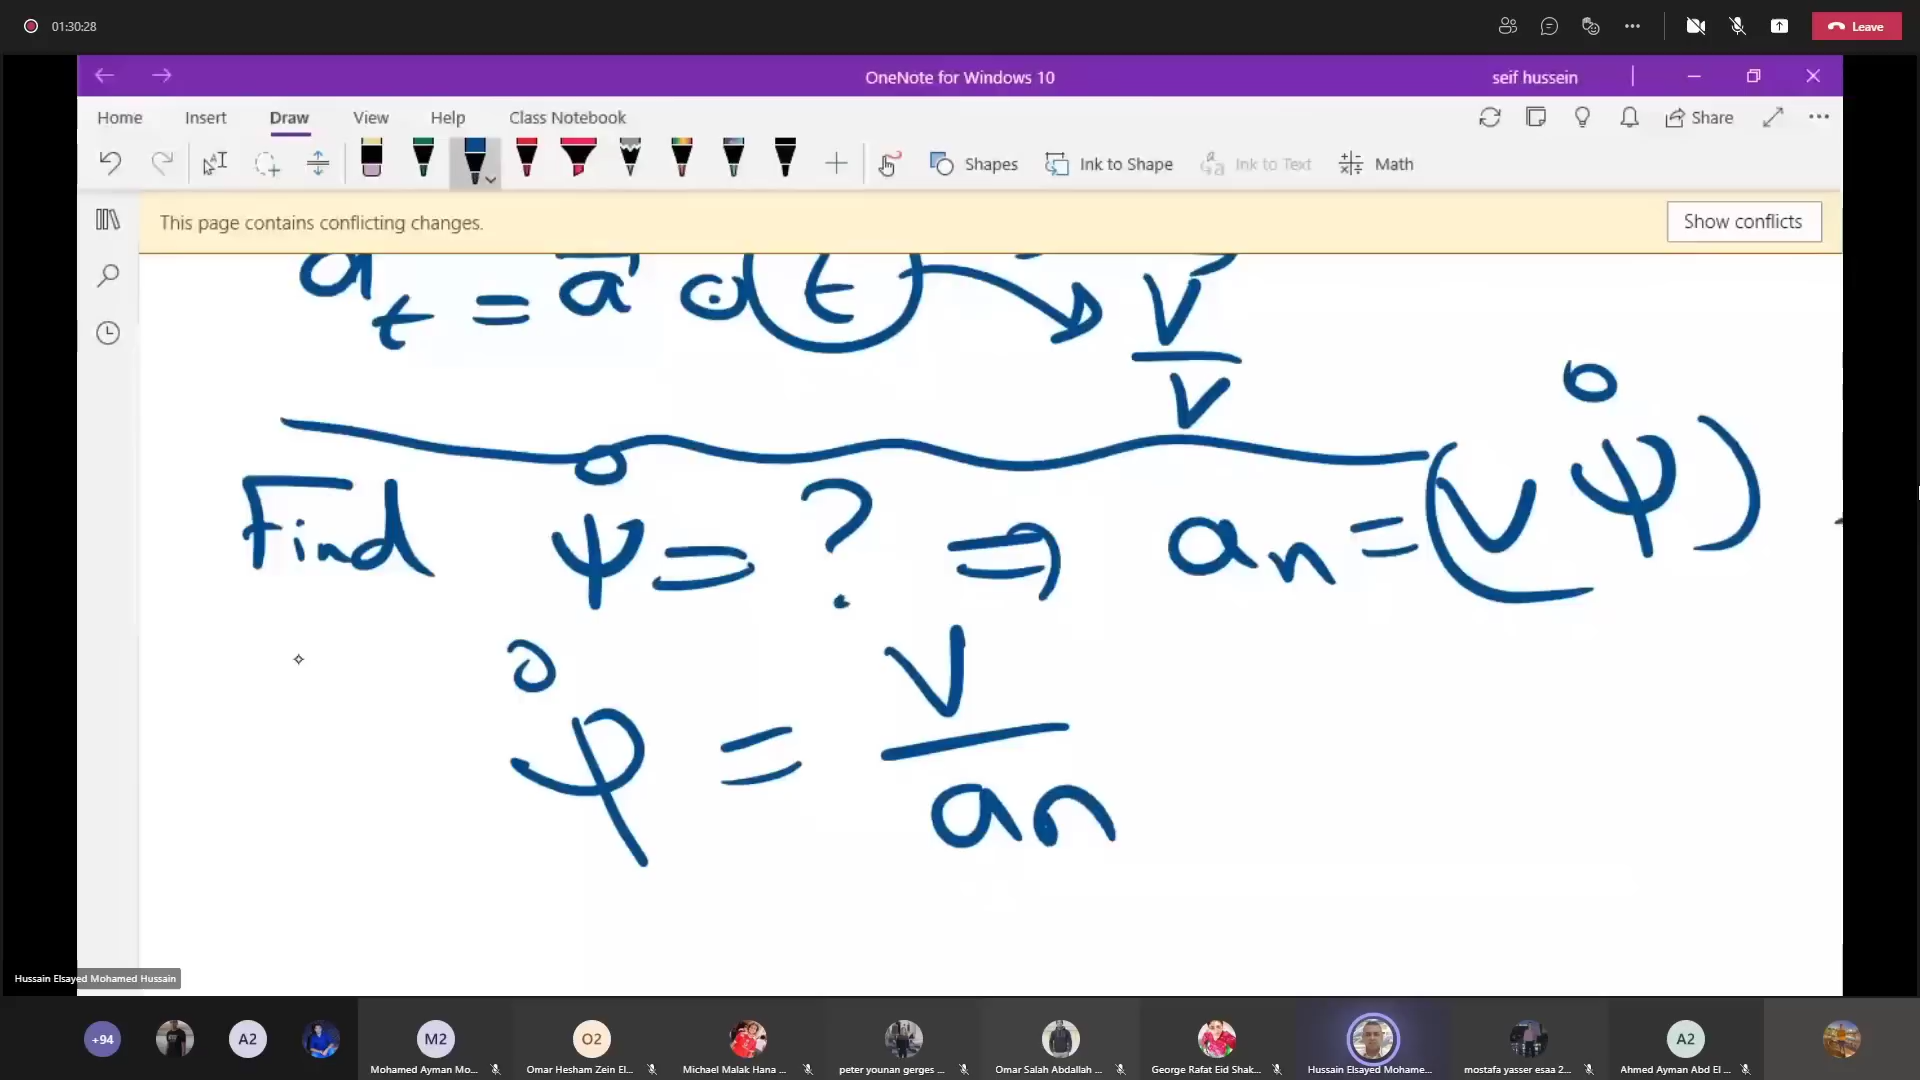 01:30:28
Leave
OneNote for Windows 10
seif hussein
Home Insert Draw View Help Class Notebook
Share
Shapes Ink to Shape Ink to Text Math
This page contains conflicting changes.
Show conflicts
a_t = a⃗ ⊙ (t) → v⃗ / v
Find ψ̊ = ? ⇒ a_n = (v ψ̊)
ψ̊ = v / a_n
Hussain Elsayed Mohamed Hussain
+94 A2 M2 O2 A2
Mohamed Ayman Mo... Omar Hesham Zein El... Michael Malak Hana ... peter younan gerges ... Omar Salah Abdallah ... George Rafat Eid Shak... Hussain Elsayed Mohame... mostafa yasser esaa 2... Ahmed Ayman Abd El ...